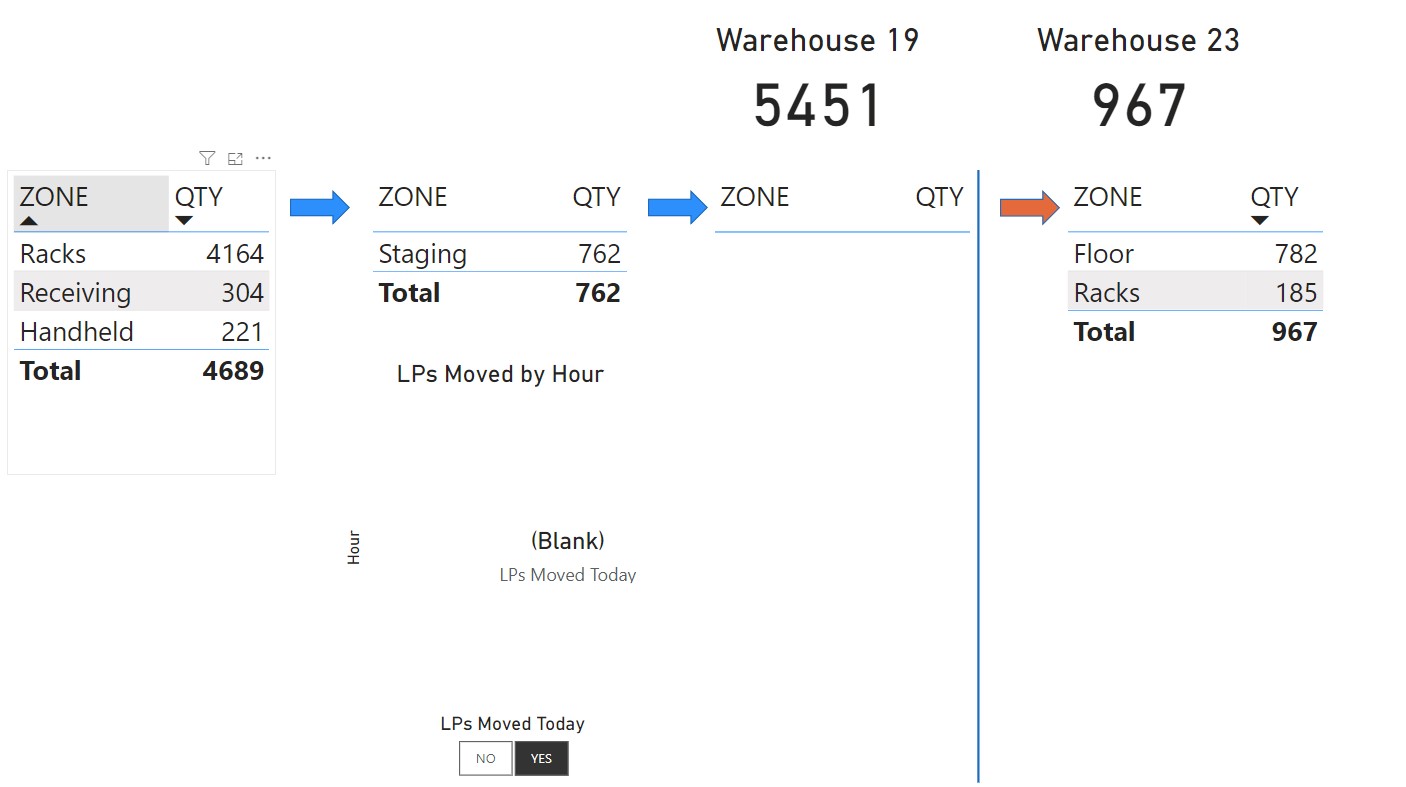 Warehouse 19
5451
Warehouse 23
967
ZONE QTY
Racks 4164
Receiving 304
Handheld 221
Total 4689
ZONE QTY
Staging 762
Total 762
ZONE QTY
ZONE QTY
Floor 782
Racks 185
Total 967
LPs Moved by Hour
Hour
(Blank)
LPs Moved Today
LPs Moved Today
NO YES